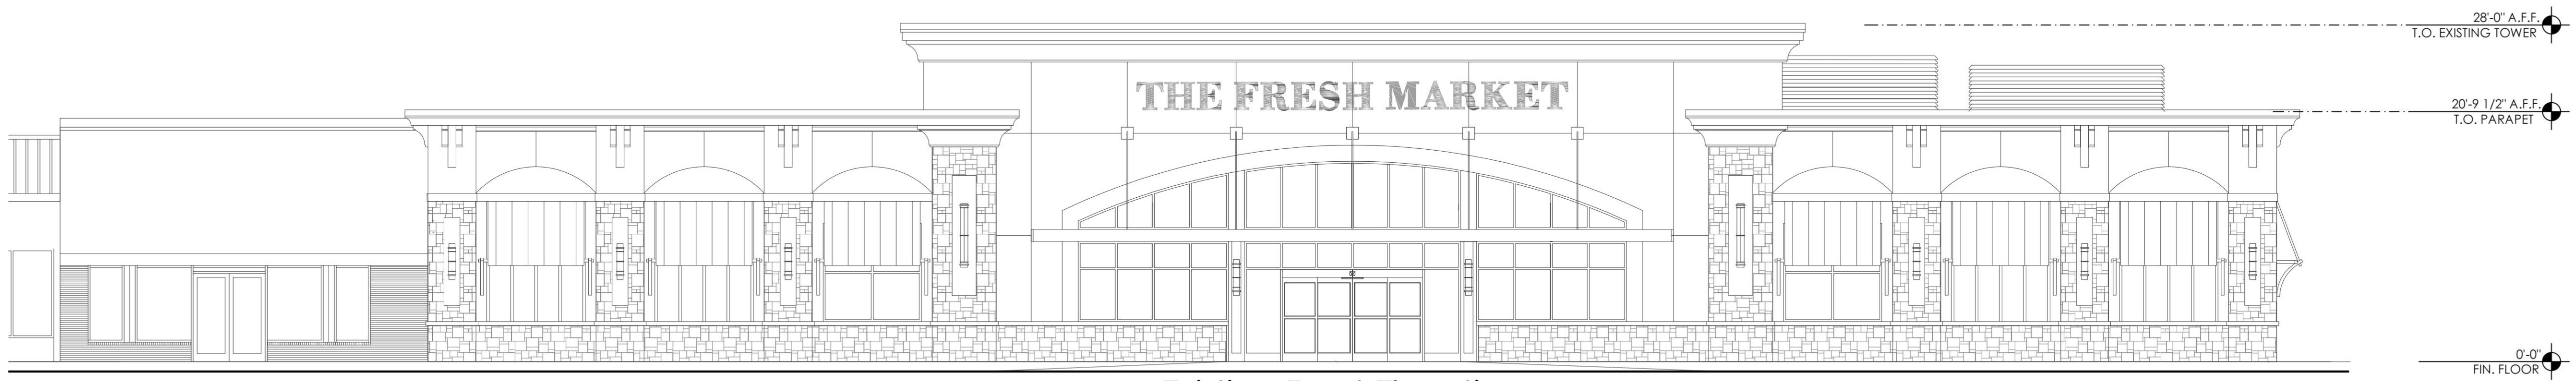 28'-0" A.F.F.
T.O. EXISTING TOWER
THE FRESH MARKET
20'-9 1/2" A.F.F.
T.O. PARAPET
0'-0"
FIN. FLOOR